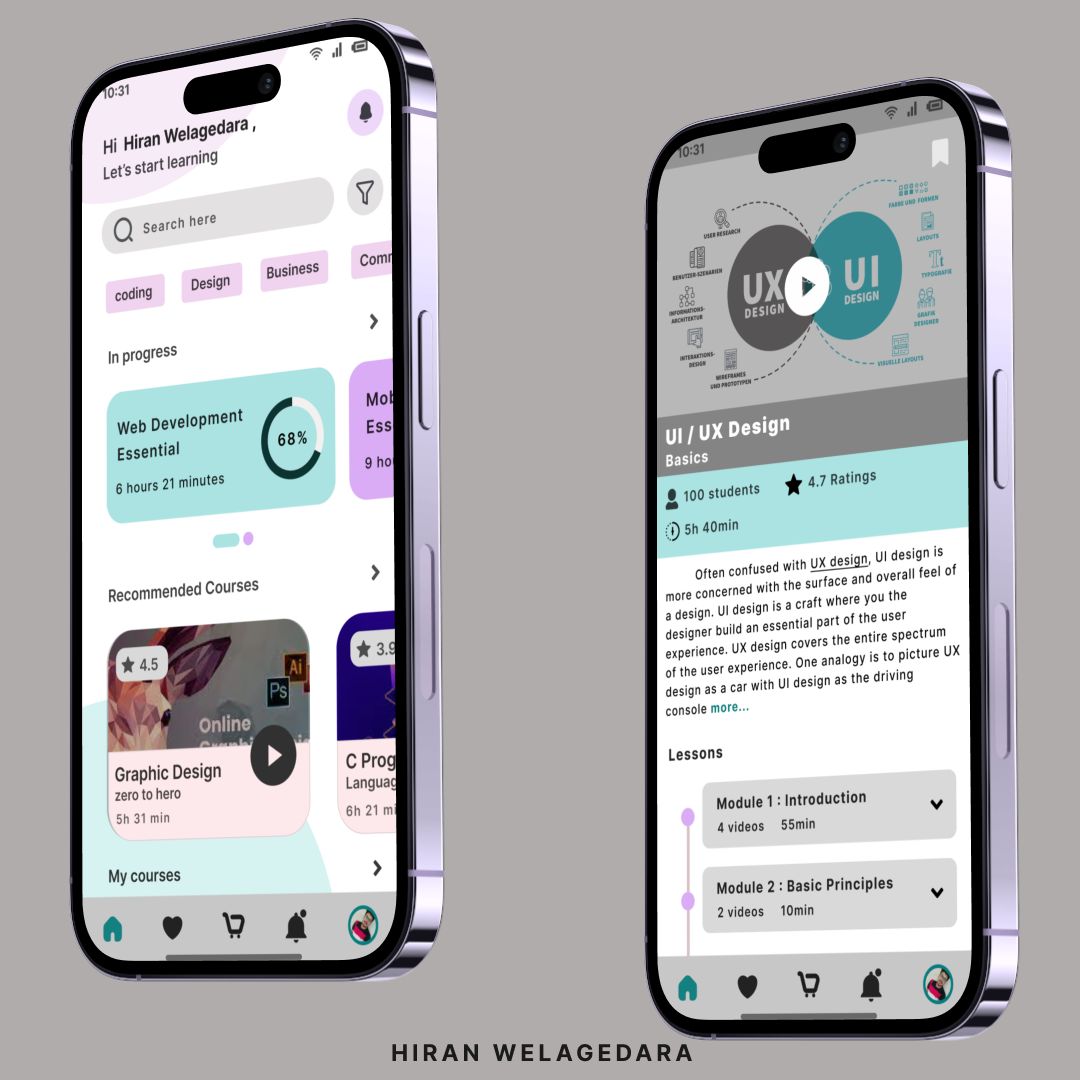 10:31
Hi Hiran Welagedara ,
Let's start learning
Search here
coding
Design
Business
In progress
Web Development
Essential
6 hours 21 minutes
68%
Recommended Courses
4.5
Ai
Ps
Online
Graphic Design
zero to hero
5h 31 min
3.9
C Prog
Languag
6h 21 mi
My courses
10:31
USER RESEARCH
BENUTZER-SZENARIEN
INFORMATIONS-
ARCHITEKTUR
INTERAKTIONS-
DESIGN
WIREFRAMES
UND PROTOTYPEN
UX
DESIGN
UI
DESIGN
FARBE UND FORMEN
LAYOUTS
Tt
TYPOGRAFIE
GRAFIK
DESIGNER
VISUELLE LAYOUTS
UI / UX Design
Basics
100 students
4.7 Ratings
5h 40min
Often confused with UX design, UI design is
more concerned with the surface and overall feel of
a design. UI design is a craft where you the
designer build an essential part of the user
experience. UX design covers the entire spectrum
of the user experience. One analogy is to picture UX
design as a car with UI design as the driving
console more...
Lessons
Module 1 : Introduction
4 videos 55min
Module 2 : Basic Principles
2 videos 10min
HIRAN WELAGEDARA